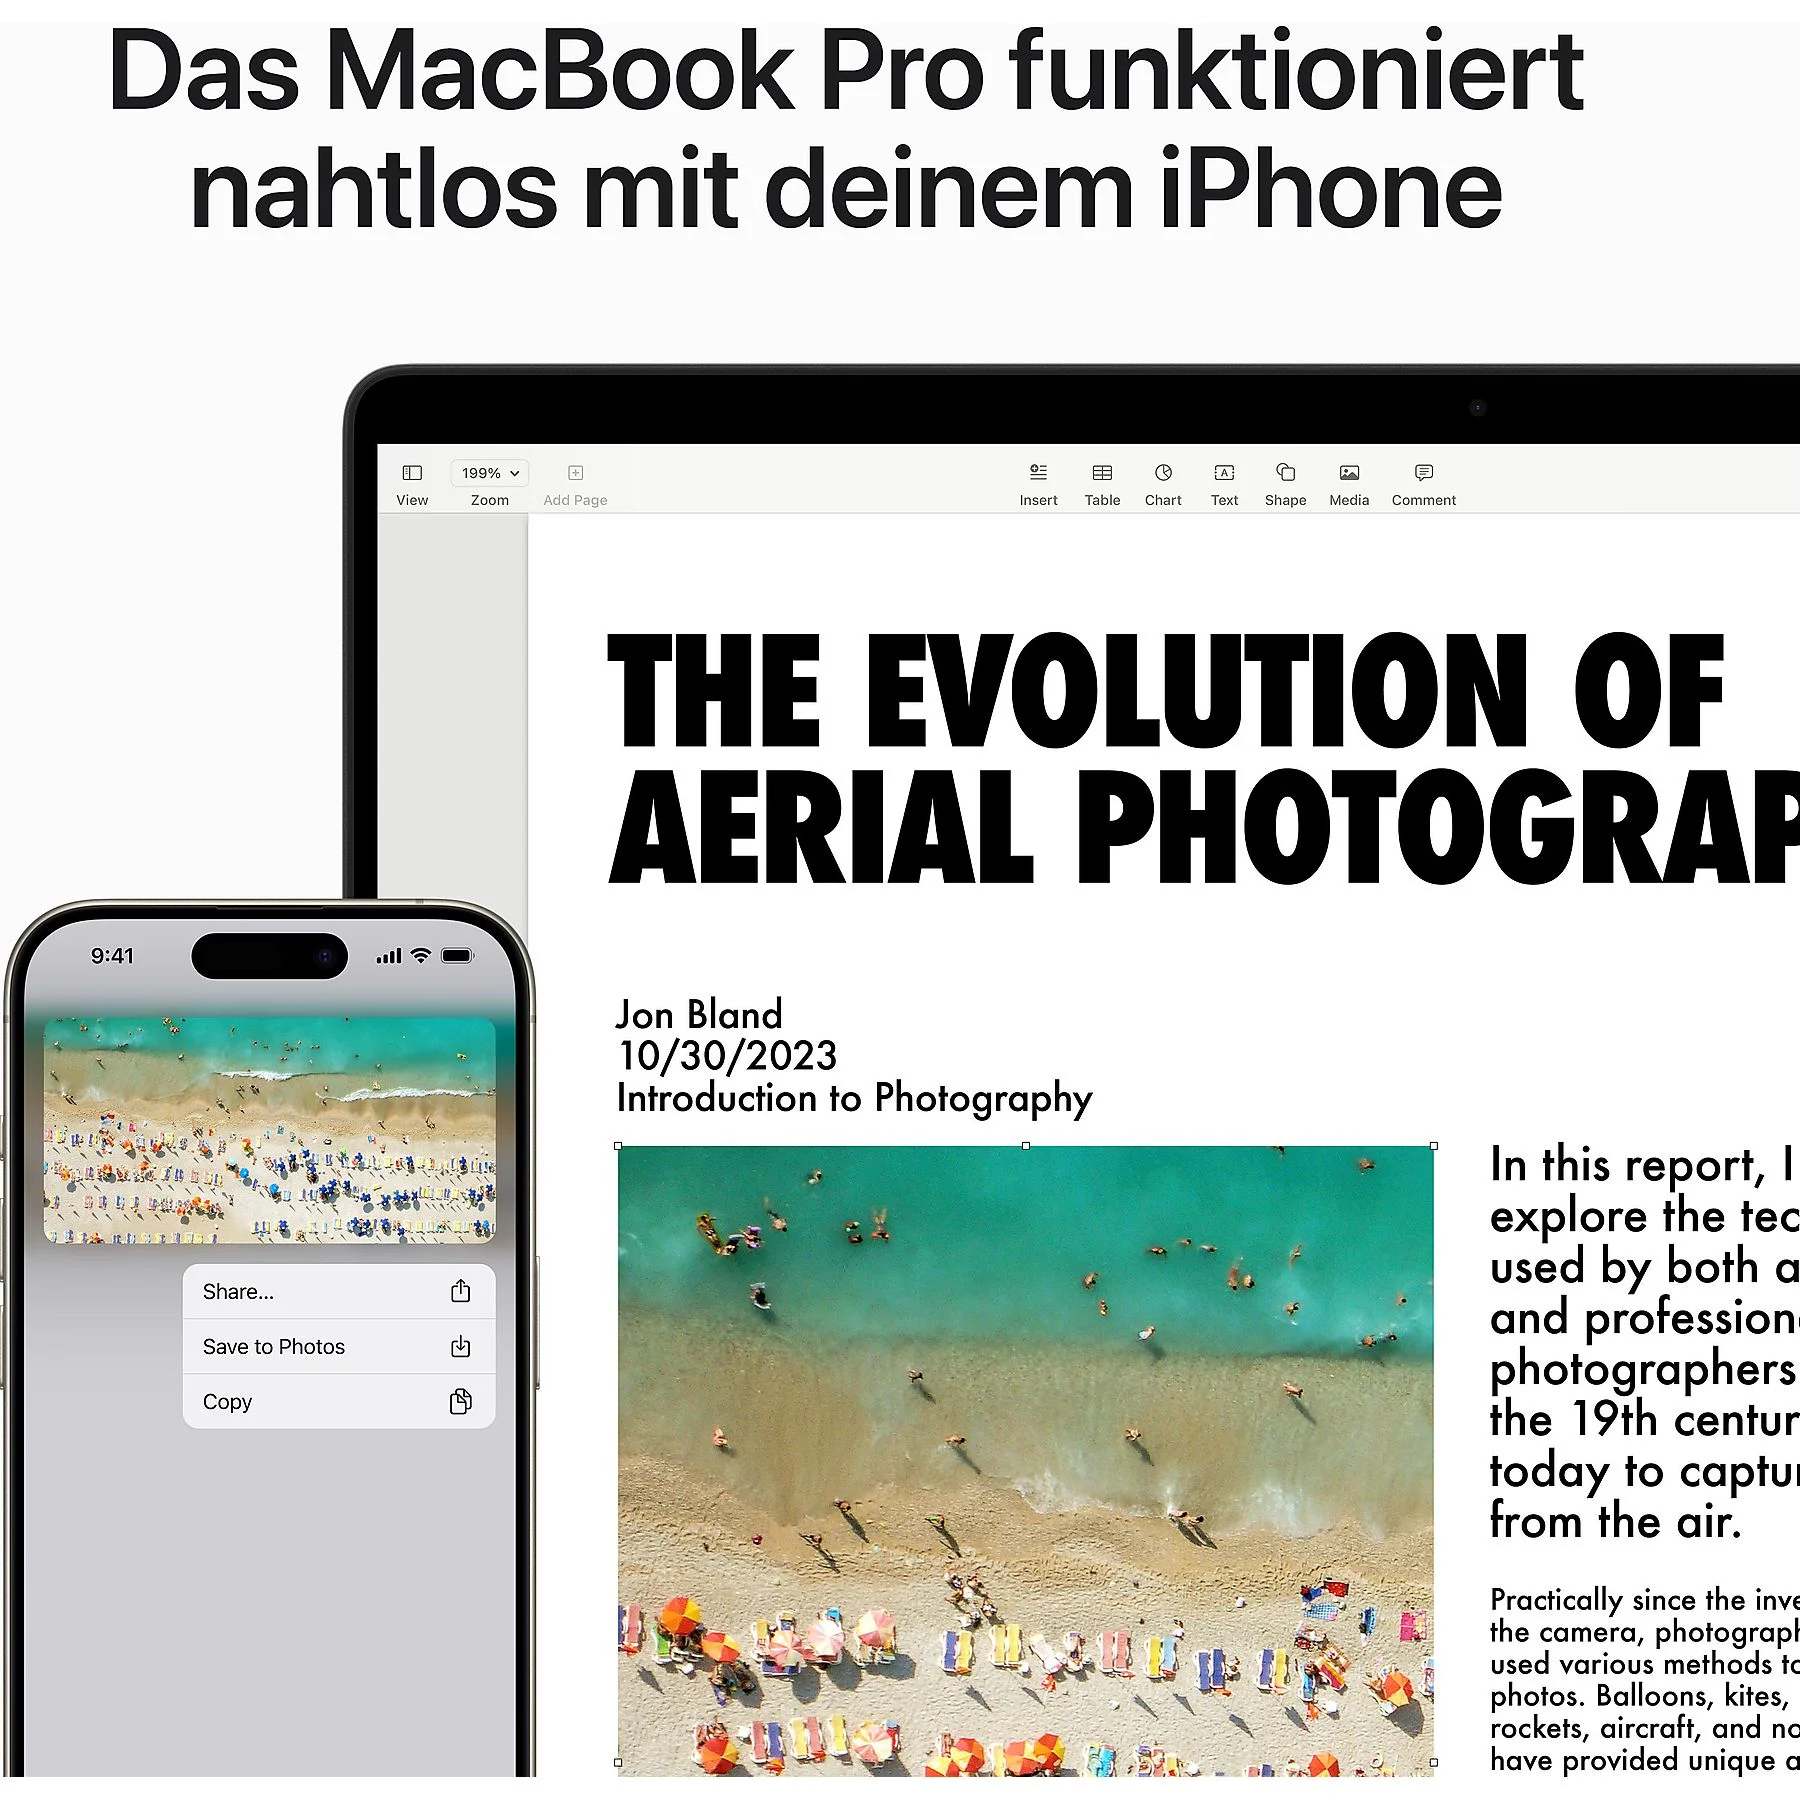 Das MacBook Pro funktioniert
nahtlos mit deinem iPhone
199%
View
Zoom
Add Page
Insert
Table
Chart
Text
Shape
Media
Comment
THE EVOLUTION OF
AERIAL PHOTOGRAP
Jon Bland
10/30/2023
Introduction to Photography
In this report, I
explore the tec
used by both a
and profession
photographers
the 19th centur
today to captur
from the air.
Practically since the inve
the camera, photograph
used various methods to
photos. Balloons, kites,
rockets, aircraft, and no
have provided unique a
9:41
Share...
Save to Photos
Copy